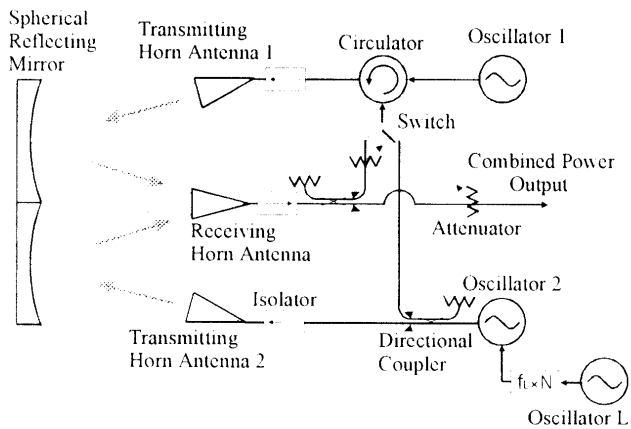 Spherical
Reflecting
Mirror
Transmitting
Horn Antenna 1
Circulator
Oscillator 1
Switch
Combined Power
Output
Receiving
Horn Antenna
Attenuator
Isolator
Oscillator 2
Transmitting
Horn Antenna 2
Directional
Coupler
fL×N
Oscillator L